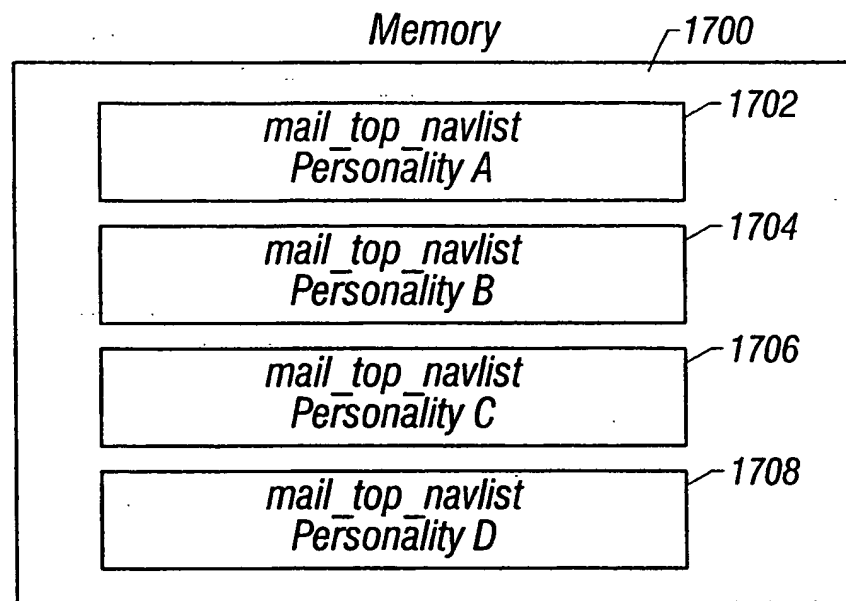 Memory
1700
mail_top_navlist
Personality A
1702
mail_top_navlist
Personality B
1704
mail_top_navlist
Personality C
1706
mail_top_navlist
Personality D
1708